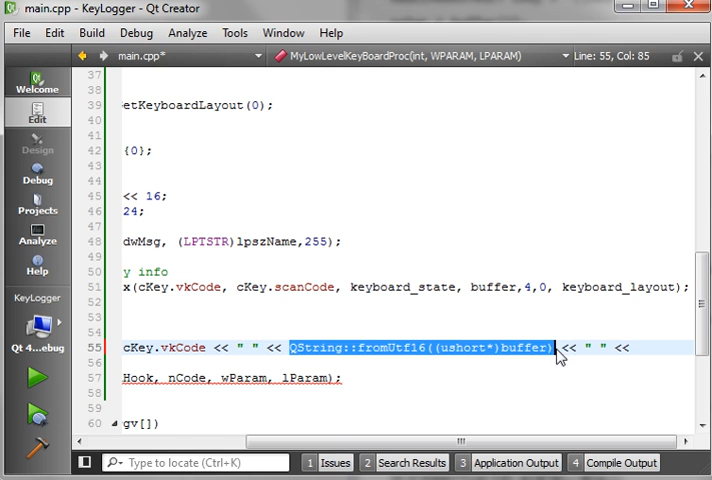 main.cpp - KeyLogger - Qt Creator
File Edit Build Debug Analyze Tools Window Help
main.cpp* MyLowLevelKeyBoardProc(int, WPARAM, LPARAM) Line: 55, Col: 85
Welcome
Edit
Design
Debug
Projects
Analyze
Help
KeyLogger
Qt 4...ebug
37
38
39 etKeyboardLayout(0);
40
41
42 {0};
43
44
45 << 16;
46 24;
47
48 dwMsg, (LPTSTR)lpszName,255);
49
50 y info
51 x(cKey.vkCode, cKey.scanCode, keyboard_state, buffer,4,0, keyboard_layout);
52
53
54
55 cKey.vkCode << " " << QString::fromUtf16((ushort*)buffer) << " " <<
56
57 Hook, nCode, wParam, lParam);
58
59
60 gv[])
Type to locate (Ctrl+K) 1 Issues 2 Search Results 3 Application Output 4 Compile Output